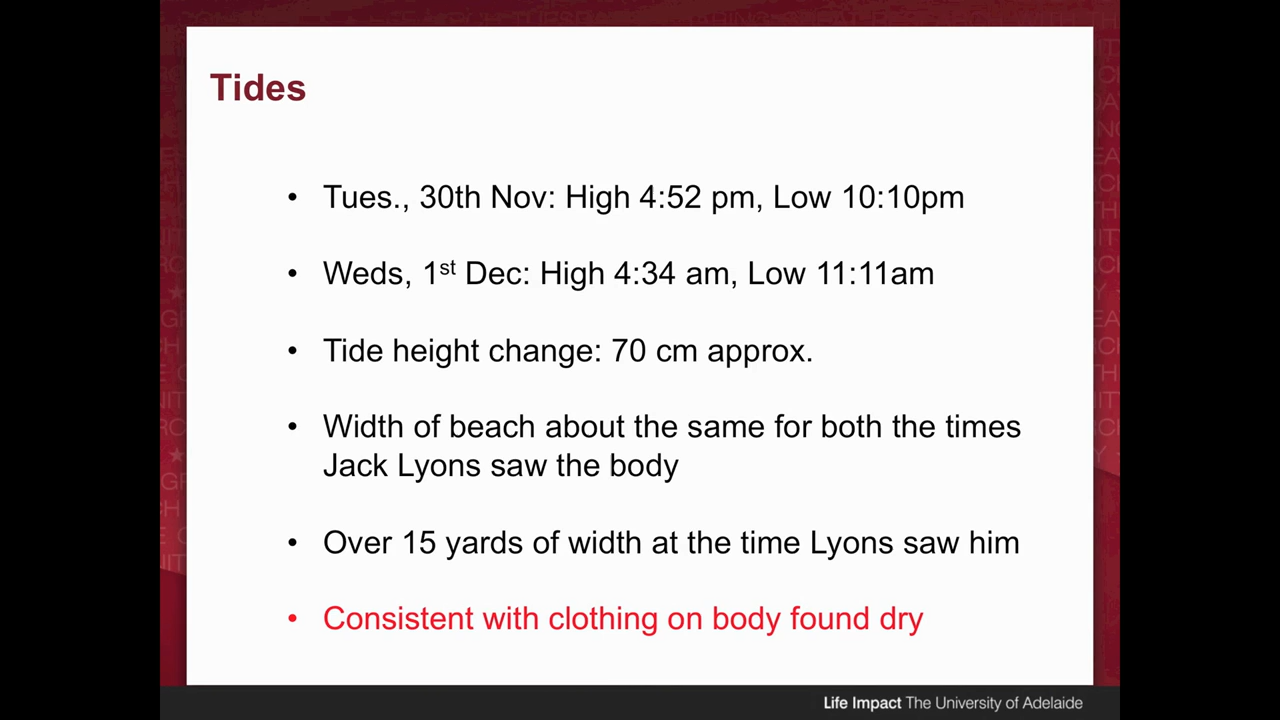 Tides
• Tues., 30th Nov: High 4:52 pm, Low 10:10pm
• Weds, 1st Dec: High 4:34 am, Low 11:11am
• Tide height change: 70 cm approx.
• Width of beach about the same for both the times
Jack Lyons saw the body
• Over 15 yards of width at the time Lyons saw him
• Consistent with clothing on body found dry
Life Impact The University of Adelaide